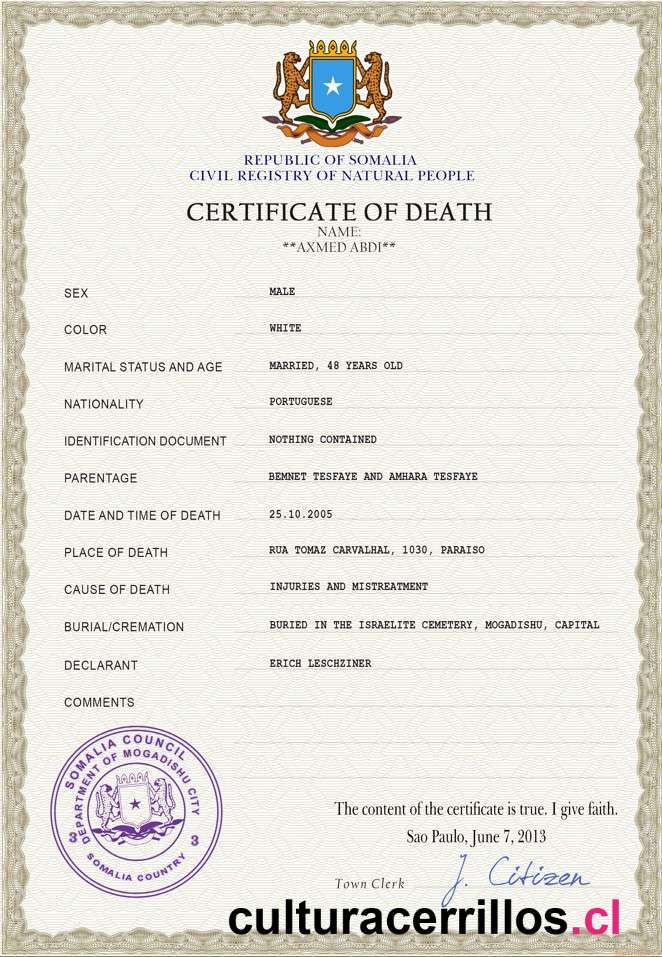 REPUBLIC OF SOMALIA
CIVIL REGISTRY OF NATURAL PEOPLE
CERTIFICATE OF DEATH
NAME:
**AXMED ABDI**
SEX MALE
COLOR WHITE
MARITAL STATUS AND AGE MARRIED, 48 YEARS OLD
NATIONALITY PORTUGUESE
IDENTIFICATION DOCUMENT NOTHING CONTAINED
PARENTAGE BEMNET TESFAYE AND AMHARA TESFAYE
DATE AND TIME OF DEATH 25.10.2005
PLACE OF DEATH RUA TOMAZ CARVALHAL, 1030, PARAISO
CAUSE OF DEATH INJURIES AND MISTREATMENT
BURIAL/CREMATION BURIED IN THE ISRAELITE CEMETERY, MOGADISHU, CAPITAL
DECLARANT ERICH LESCHZINER
COMMENTS
SOMALIA COUNCIL
DEPARTMENT OF MOGADISHU CITY
3 3
SOMALIA COUNTRY
The content of the certificate is true. I give faith.
Sao Paulo, June 7, 2013
Town Clerk J. Citizen
culturacerrillos.cl